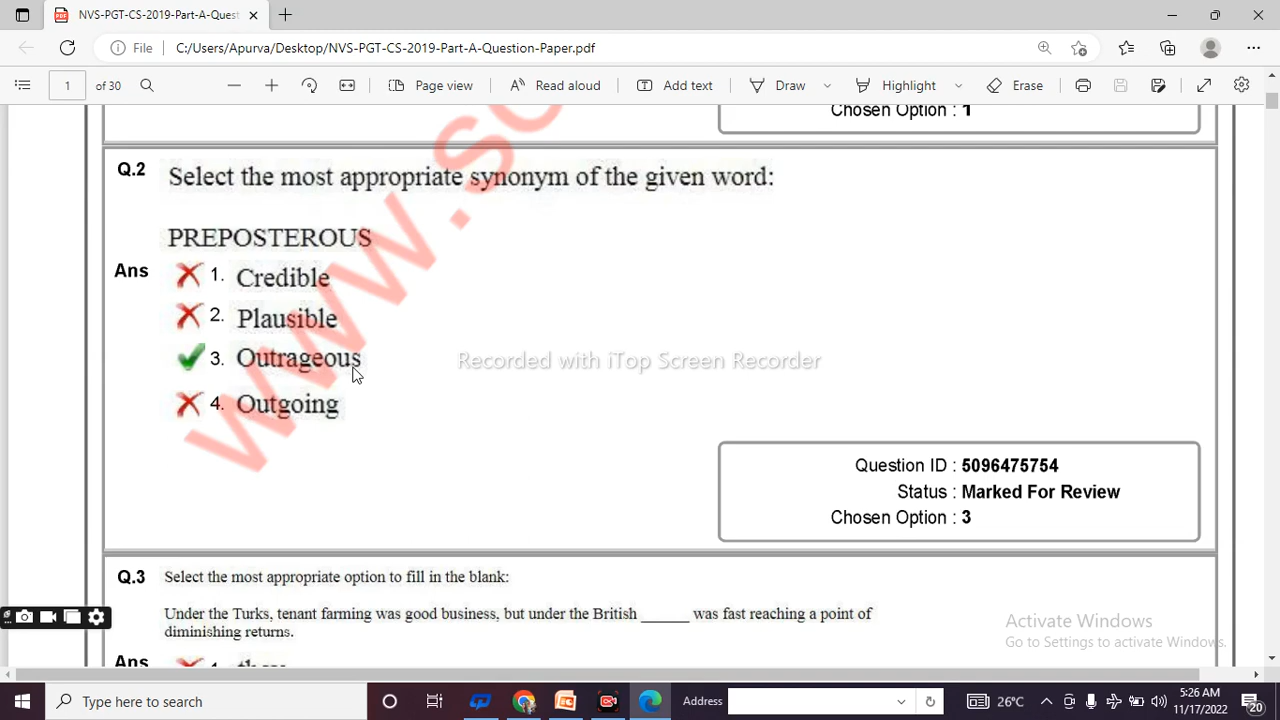 NVS-PGT-CS-2019-Part-A-Quest
File C:/Users/Apurva/Desktop/NVS-PGT-CS-2019-Part-A-Question-Paper.pdf
1 of 30 Page view Read aloud Add text Draw Highlight Erase
Chosen Option : 1
Q.2 Select the most appropriate synonym of the given word:
PREPOSTEROUS
Ans 1. Credible
2. Plausible
3. Outrageous
Recorded with iTop Screen Recorder
4. Outgoing
www.so
Question ID : 5096475754
Status : Marked For Review
Chosen Option : 3
Q.3 Select the most appropriate option to fill in the blank:
Under the Turks, tenant farming was good business, but under the British ______ was fast reaching a point of
diminishing returns.
Activate Windows
Go to Settings to activate Windows.
Ans 1. they
Type here to search
Address
26°C
5:26 AM
11/17/2022
20